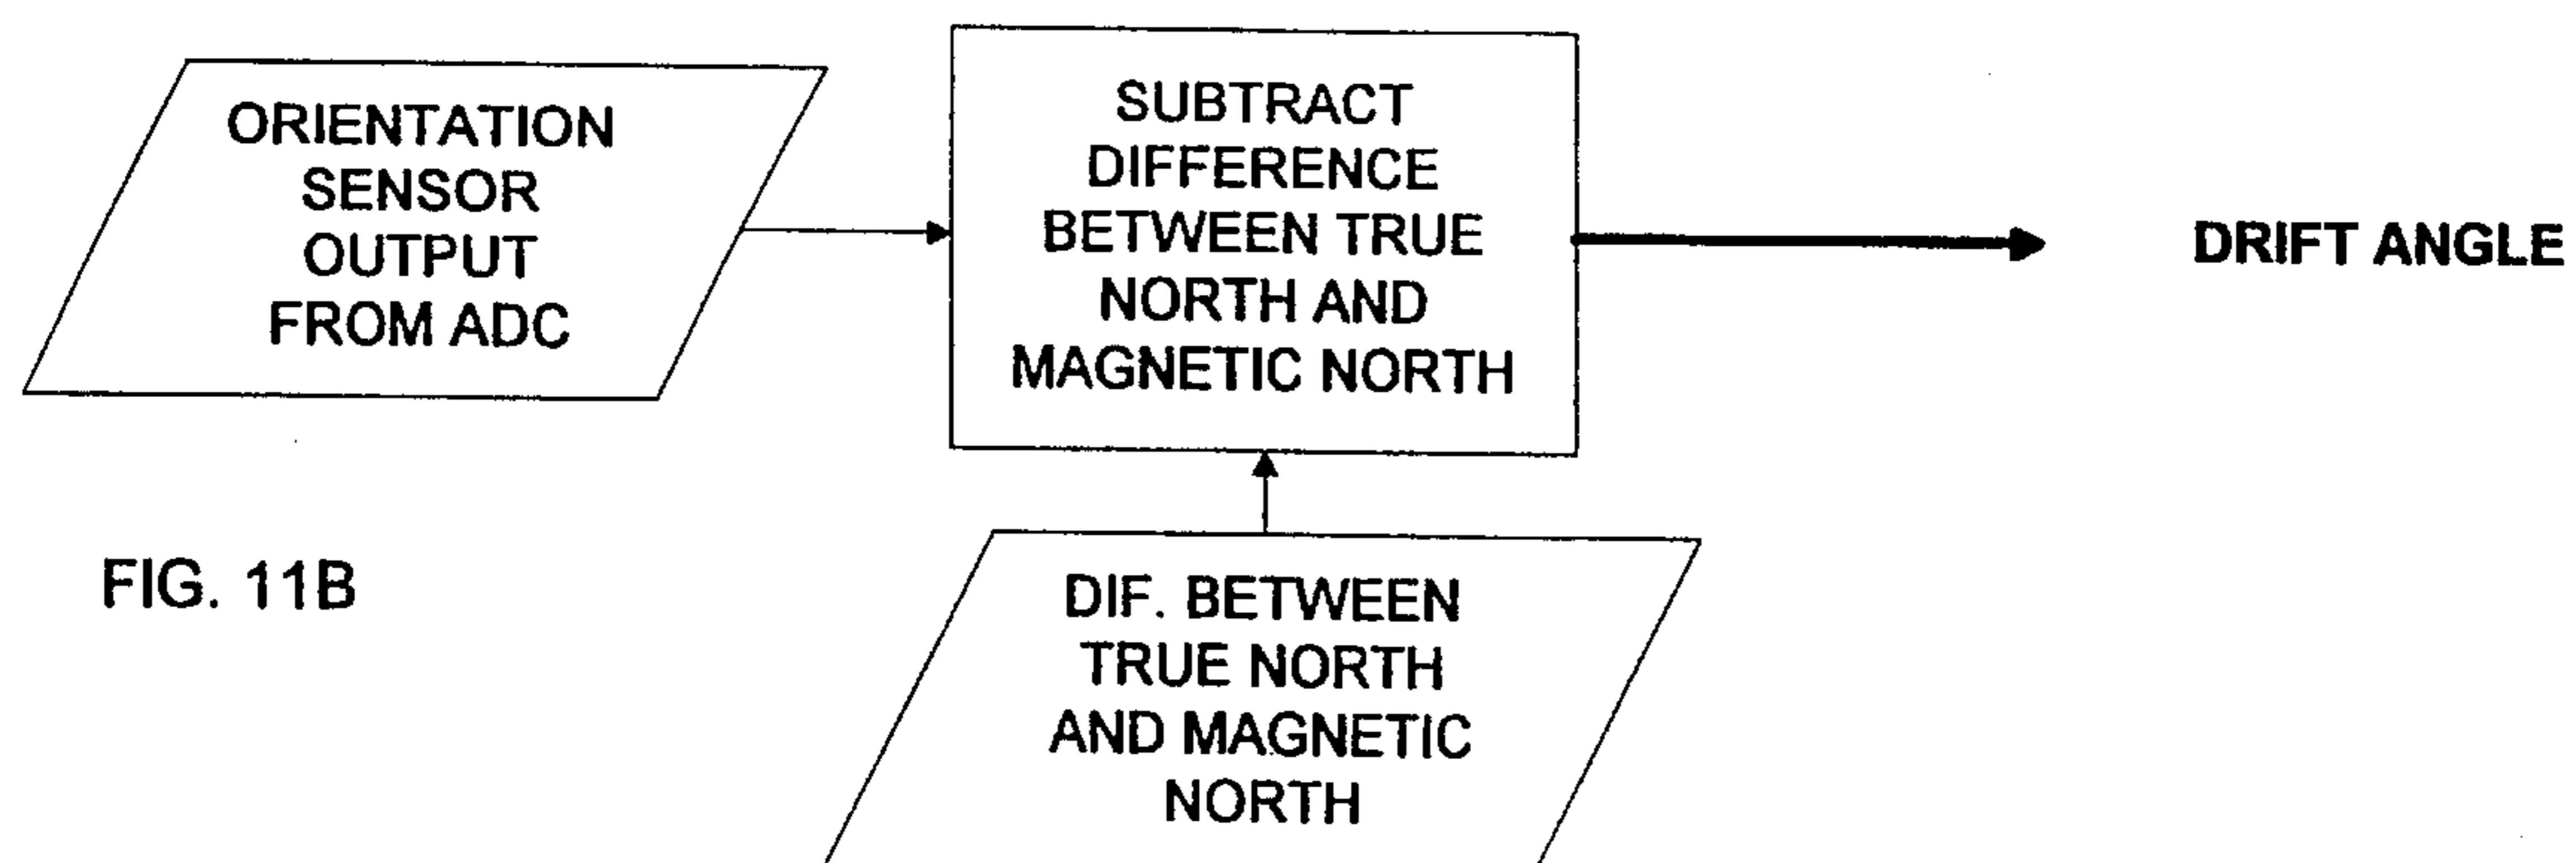 ORIENTATION
SENSOR
OUTPUT
FROM ADC
SUBTRACT
DIFFERENCE
BETWEEN TRUE
NORTH AND
MAGNETIC NORTH
DRIFT ANGLE
FIG. 11B
DIF. BETWEEN
TRUE NORTH
AND MAGNETIC
NORTH